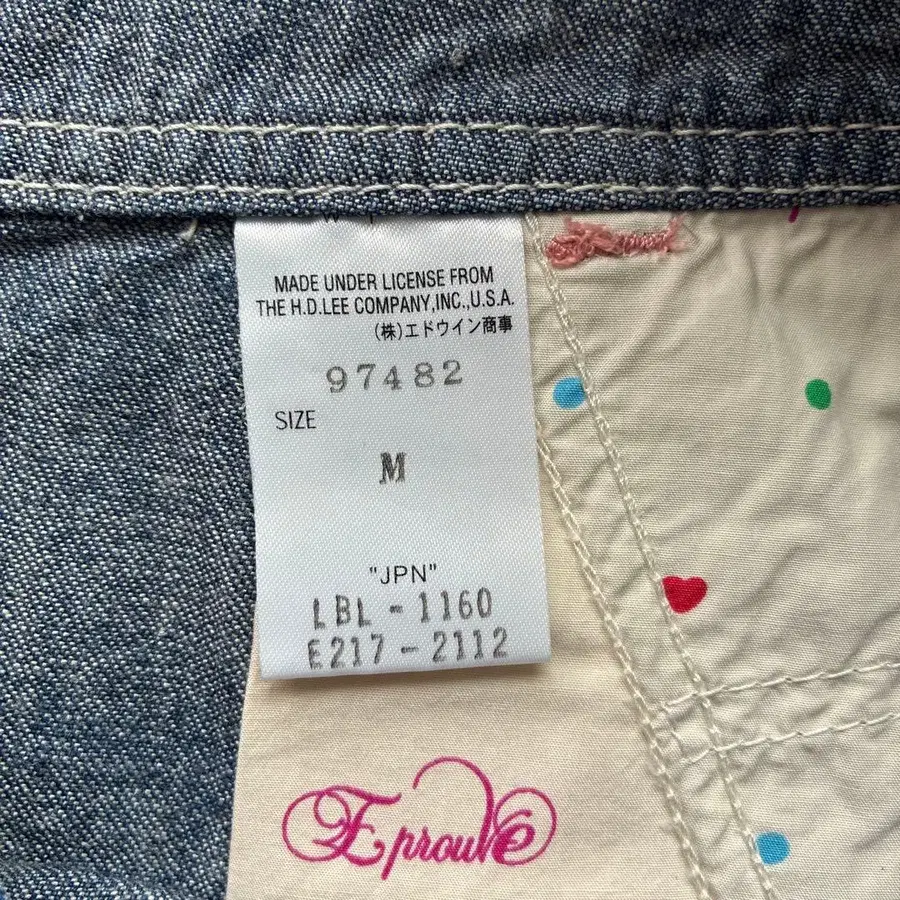 MADE UNDER LICENSE FROM
THE H.D.LEE COMPANY,INC.,U.S.A.
(株)エドウイン商事
97482
SIZE
M
"JPN"
LBL-1160
E217-2112